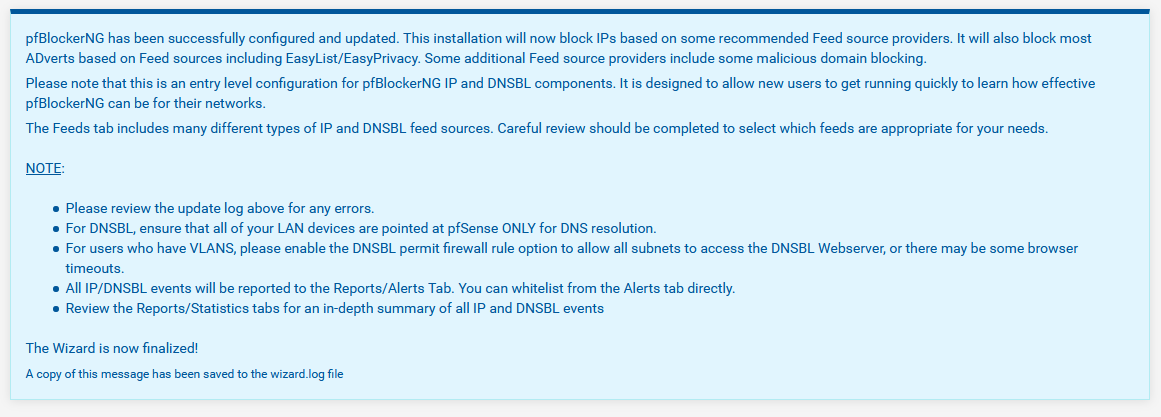 pfBlockerNG has been successfully configured and updated. This installation will now block IPs based on some recommended Feed source providers. It will also block most
ADverts based on Feed sources including EasyList/EasyPrivacy. Some additional Feed source providers include some malicious domain blocking.
Please note that this is an entry level configuration for pfBlockerNG IP and DNSBL components. It is designed to allow new users to get running quickly to learn how effective
pfBlockerNG can be for their networks.
The Feeds tab includes many different types of IP and DNSBL feed sources. Careful review should be completed to select which feeds are appropriate for your needs.
NOTE:
● Please review the update log above for any errors.
● For DNSBL, ensure that all of your LAN devices are pointed at pfSense ONLY for DNS resolution.
● For users who have VLANS, please enable the DNSBL permit firewall rule option to allow all subnets to access the DNSBL Webserver, or there may be some browser
timeouts.
● All IP/DNSBL events will be reported to the Reports/Alerts Tab. You can whitelist from the Alerts tab directly.
● Review the Reports/Statistics tabs for an in-depth summary of all IP and DNSBL events
The Wizard is now finalized!
A copy of this message has been saved to the wizard.log file